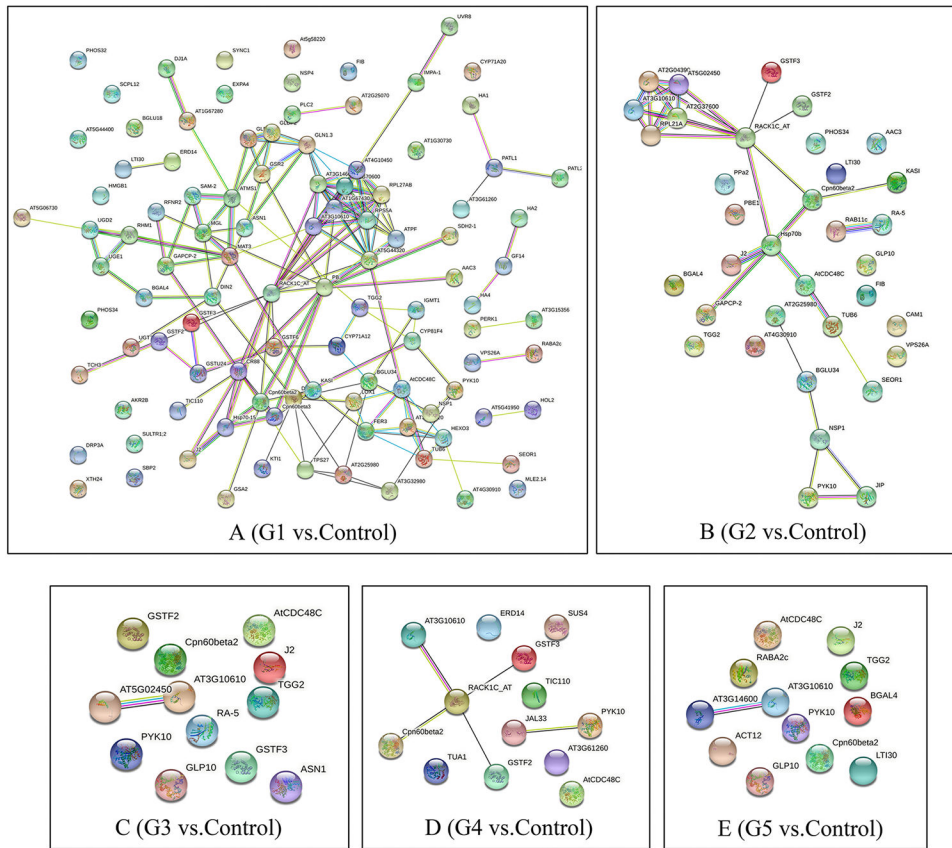 PHOS32
SYNC1
At5g58220
UVR8
DJ1A
NSP4
FIB
SCPL12
EXPA4
IMPA-1
CYP71A20
PLC2
AT2G25070
HA1
BGLU18
AT1G67280
AT5G44400
GLN1.3
AT1G30730
LTI30
ERD14
GSR2
AT4G10450
PATL1
HMGB1
RPL27AB
AT1G67430
RFNR2
SAM-2
ATMS1
AT3G61260
AT5G06730
UGD2
MGL
ASN1
AT3G10610
RPS5A
ATPF
SDH2-1
HA2
RHM1
MAT3
GAPCP-2
AT5G44320
GF14
UGE1
DIN2
RACK1C_AT
PB
AAC3
BGAL4
TGG2
IGMT1
HA4
PHOS34
GSTF3
GSTF2
GSTF6
CYP71A12
CYP81F4
PERK1
AT3G15356
TCH3
GSTU24
CR88
KASI
BGLU34
AtCDC48C
PYK10
VPS26A
RABA2c
TIC110
Cpn60beta2
LOX1
NSP1
AKR2B
Hsp70-15
Cpn60beta3
FER3
HEXO3
AT5G41950
HOL2
SULTR1;2
DRP3A
J2
TUB6
SEOR1
SBP2
KTI1
TPS27
AT2G25980
XTH24
GSA2
AT3G32980
AT4G30910
MLE2.14
A (G1 vs.Control)
AT5G02450
GSTF3
AT3G10610
AT2G37600
GSTF2
RPL21A
RACK1C_AT
PHOS34
AAC3
LTI30
PPa2
Cpn60beta2
KASI
PBE1
RAB11c
RA-5
Hsp70b
J2
GLP10
BGAL4
AtCDC48C
GAPCP-2
FIB
AT2G25980
TUB6
CAM1
TGG2
AT4G30910
VPS26A
BGLU34
SEOR1
NSP1
PYK10
JIP
B (G2 vs.Control)
GSTF2
AtCDC48C
Cpn60beta2
J2
AT5G02450
AT3G10610
TGG2
RA-5
PYK10
GSTF3
GLP10
ASN1
C (G3 vs.Control)
ERD14
SUS4
AT3G10610
GSTF3
RACK1C_AT
TIC110
JAL33
PYK10
Cpn60beta2
AT3G61260
TUA1
GSTF2
AtCDC48C
D (G4 vs.Control)
AtCDC48C
J2
RABA2c
TGG2
AT3G14600
AT3G10610
BGAL4
PYK10
ACT12
Cpn60beta2
GLP10
LTI30
E (G5 vs.Control)